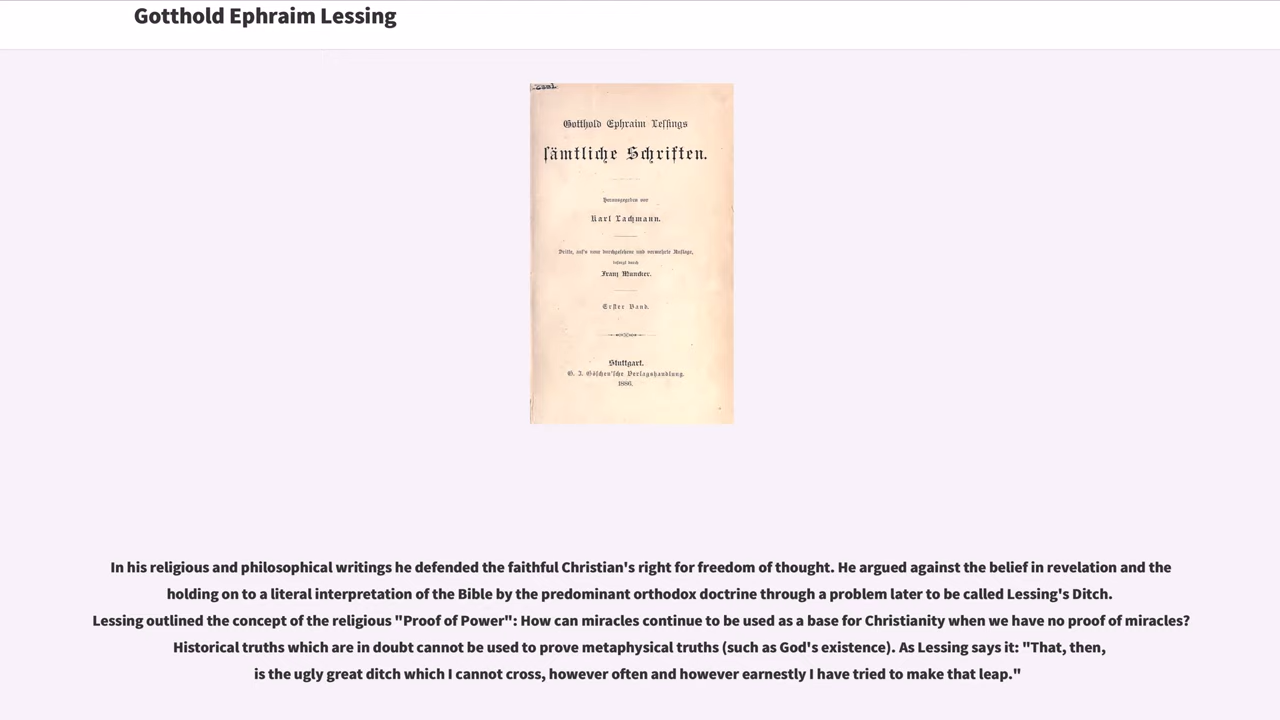 Gotthold Ephraim Lessing
Gotthold Ephraim Leſſings
ſämtliche Schriften.
Herausgegeben von
Karl Lachmann.
Dritte, auf's neue durchgeſehene und vermehrte Auflage,
beſorgt durch
Franz Muncker.
Erſter Band.
Stuttgart.
G. J. Göſchen'ſche Verlagshandlung.
1886.
In his religious and philosophical writings he defended the faithful Christian's right for freedom of thought. He argued against the belief in revelation and the
holding on to a literal interpretation of the Bible by the predominant orthodox doctrine through a problem later to be called Lessing's Ditch.
Lessing outlined the concept of the religious "Proof of Power": How can miracles continue to be used as a base for Christianity when we have no proof of miracles?
Historical truths which are in doubt cannot be used to prove metaphysical truths (such as God's existence). As Lessing says it: "That, then,
is the ugly great ditch which I cannot cross, however often and however earnestly I have tried to make that leap."